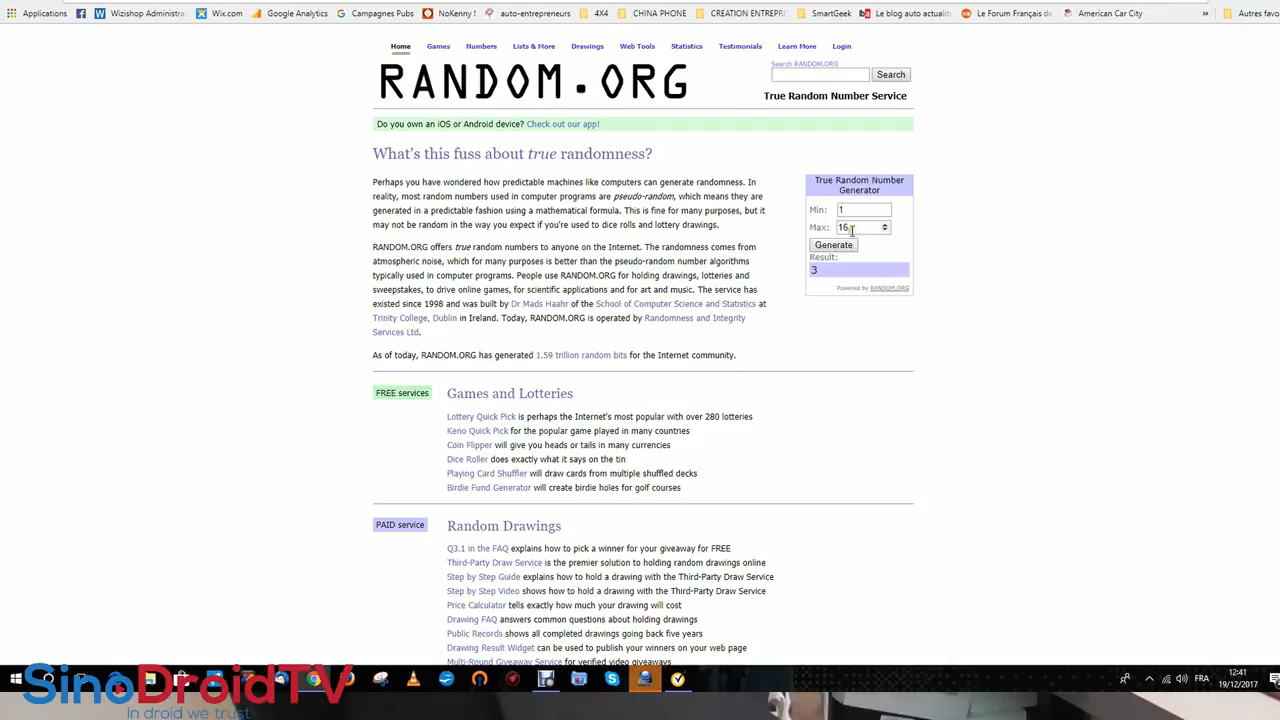 Applications
Wizishop Administra
Wix.com
Google Analytics
Campagnes Pubs
NoKenny !
auto-entrepreneurs
4X4
CHINA PHONE
CREATION ENTREPRI
SmartGeek
Le blog auto actualité
Le Forum Français de
American Car City
»
Autres favo
Home Games Numbers Lists & More Drawings Web Tools Statistics Testimonials Learn More Login
RANDOM.ORG
Search RANDOM.ORG
Search
True Random Number Service
Do you own an iOS or Android device? Check out our app!
What's this fuss about true randomness?
Perhaps you have wondered how predictable machines like computers can generate randomness. In
reality, most random numbers used in computer programs are pseudo-random, which means they are
generated in a predictable fashion using a mathematical formula. This is fine for many purposes, but it
may not be random in the way you expect if you're used to dice rolls and lottery drawings.
RANDOM.ORG offers true random numbers to anyone on the Internet. The randomness comes from
atmospheric noise, which for many purposes is better than the pseudo-random number algorithms
typically used in computer programs. People use RANDOM.ORG for holding drawings, lotteries and
sweepstakes, to drive online games, for scientific applications and for art and music. The service has
existed since 1998 and was built by Dr Mads Haahr of the School of Computer Science and Statistics at
Trinity College, Dublin in Ireland. Today, RANDOM.ORG is operated by Randomness and Integrity
Services Ltd.
As of today, RANDOM.ORG has generated 1.59 trillion random bits for the Internet community.
True Random Number
Generator
Min: 1
Max: 16
Generate
Result:
3
Powered by RANDOM.ORG
FREE services
Games and Lotteries
Lottery Quick Pick is perhaps the Internet's most popular with over 280 lotteries
Keno Quick Pick for the popular game played in many countries
Coin Flipper will give you heads or tails in many currencies
Dice Roller does exactly what it says on the tin
Playing Card Shuffler will draw cards from multiple shuffled decks
Birdie Fund Generator will create birdie holes for golf courses
PAID service
Random Drawings
Q3.1 in the FAQ explains how to pick a winner for your giveaway for FREE
Third-Party Draw Service is the premier solution to holding random drawings online
Step by Step Guide explains how to hold a drawing with the Third-Party Draw Service
Step by Step Video shows how to hold a drawing with the Third-Party Draw Service
Price Calculator tells exactly how much your drawing will cost
Drawing FAQ answers common questions about holding drawings
Public Records shows all completed drawings going back five years
Drawing Result Widget can be used to publish your winners on your web page
Multi-Round Giveaway Service for verified video giveaways
FRA
12:41
19/12/2017
SinoDroidTV
In droid we trust